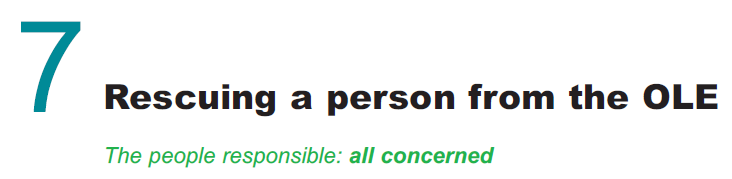 7 Rescuing a person from the OLE
The people responsible: all concerned